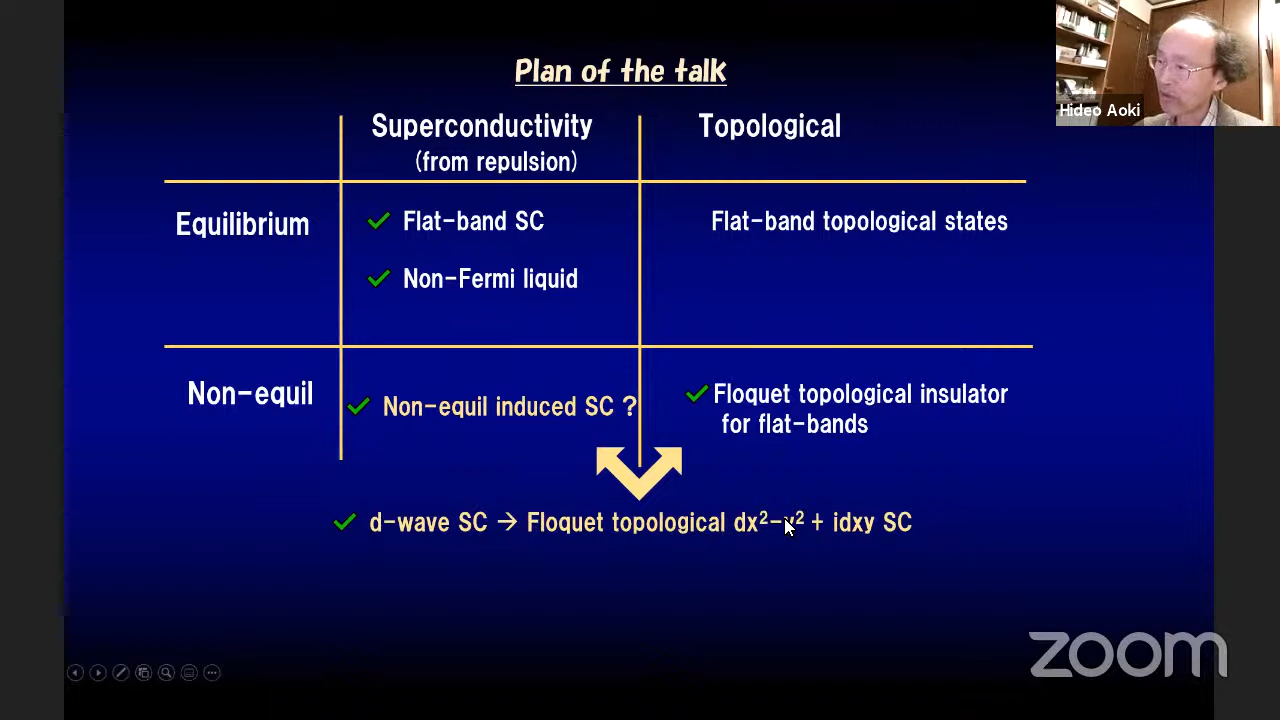 Plan of the talk
Hideo Aoki
Superconductivity
(from repulsion)
Topological
Equilibrium
Flat-band SC
Flat-band topological states
Non-Fermi liquid
Non-equil
Non-equil induced SC ?
Floquet topological insulator
for flat-bands
d-wave SC → Floquet topological dx²-y² + idxy SC
zoom